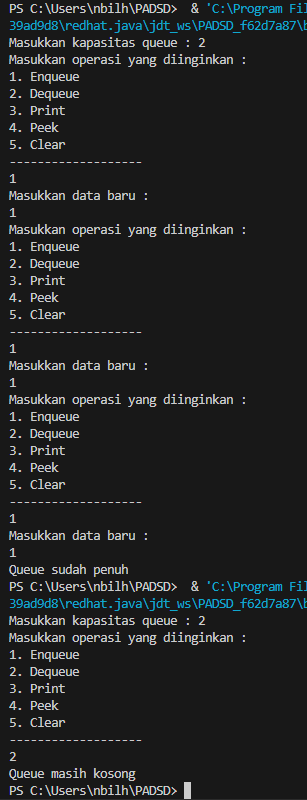 PS C:\Users\nbilh\PADSD>  & 'C:\Program Fil
39ad9d8\redhat.java\jdt_ws\PADSD_f62d7a87\b
Masukkan kapasitas queue : 2
Masukkan operasi yang diinginkan :
1. Enqueue
2. Dequeue
3. Print
4. Peek
5. Clear
-------------------
1
Masukkan data baru :
1
Masukkan operasi yang diinginkan :
1. Enqueue
2. Dequeue
3. Print
4. Peek
5. Clear
-------------------
1
Masukkan data baru :
1
Masukkan operasi yang diinginkan :
1. Enqueue
2. Dequeue
3. Print
4. Peek
5. Clear
-------------------
1
Masukkan data baru :
1
Queue sudah penuh
PS C:\Users\nbilh\PADSD>  & 'C:\Program Fil
39ad9d8\redhat.java\jdt_ws\PADSD_f62d7a87\b
Masukkan kapasitas queue : 2
Masukkan operasi yang diinginkan :
1. Enqueue
2. Dequeue
3. Print
4. Peek
5. Clear
-------------------
2
Queue masih kosong
PS C:\Users\nbilh\PADSD>